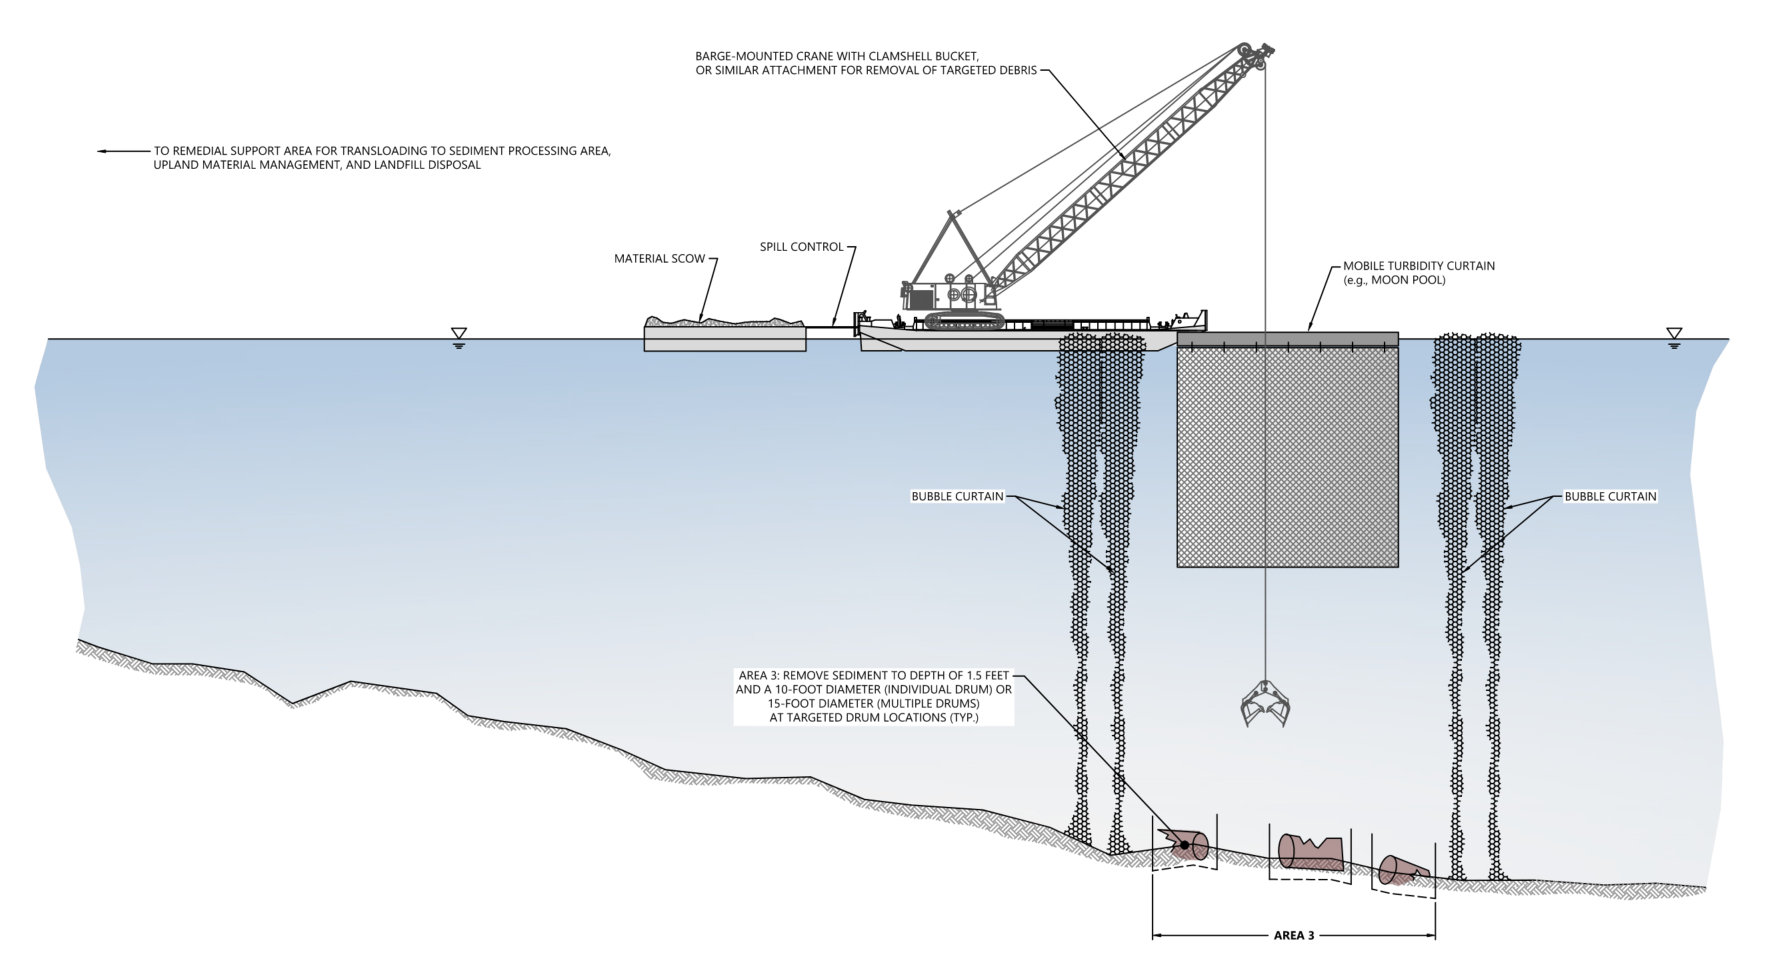 BARGE-MOUNTED CRANE WITH CLAMSHELL BUCKET,
OR SIMILAR ATTACHMENT FOR REMOVAL OF TARGETED DEBRIS
TO REMEDIAL SUPPORT AREA FOR TRANSLOADING TO SEDIMENT PROCESSING AREA,
UPLAND MATERIAL MANAGEMENT, AND LANDFILL DISPOSAL
SPILL CONTROL
MATERIAL SCOW
MOBILE TURBIDITY CURTAIN
(e.g., MOON POOL)
BUBBLE CURTAIN
BUBBLE CURTAIN
AREA 3: REMOVE SEDIMENT TO DEPTH OF 1.5 FEET
AND A 10-FOOT DIAMETER (INDIVIDUAL DRUM) OR
15-FOOT DIAMETER (MULTIPLE DRUMS)
AT TARGETED DRUM LOCATIONS (TYP.)
AREA 3